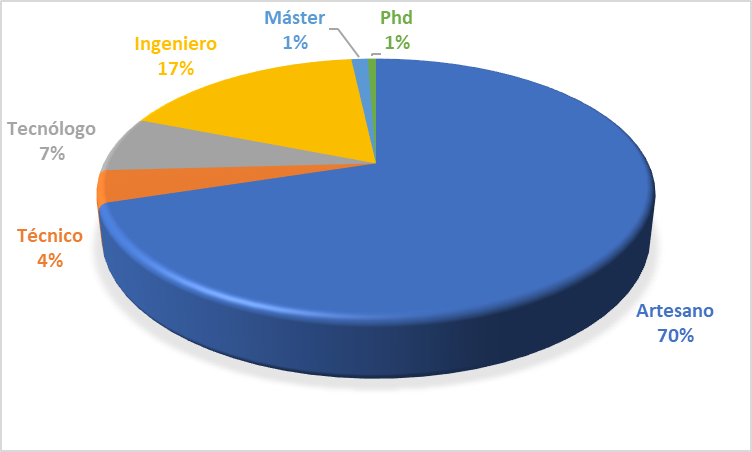 Máster
1%
Phd
1%
Ingeniero
17%
Tecnólogo
7%
Técnico
4%
Artesano
70%